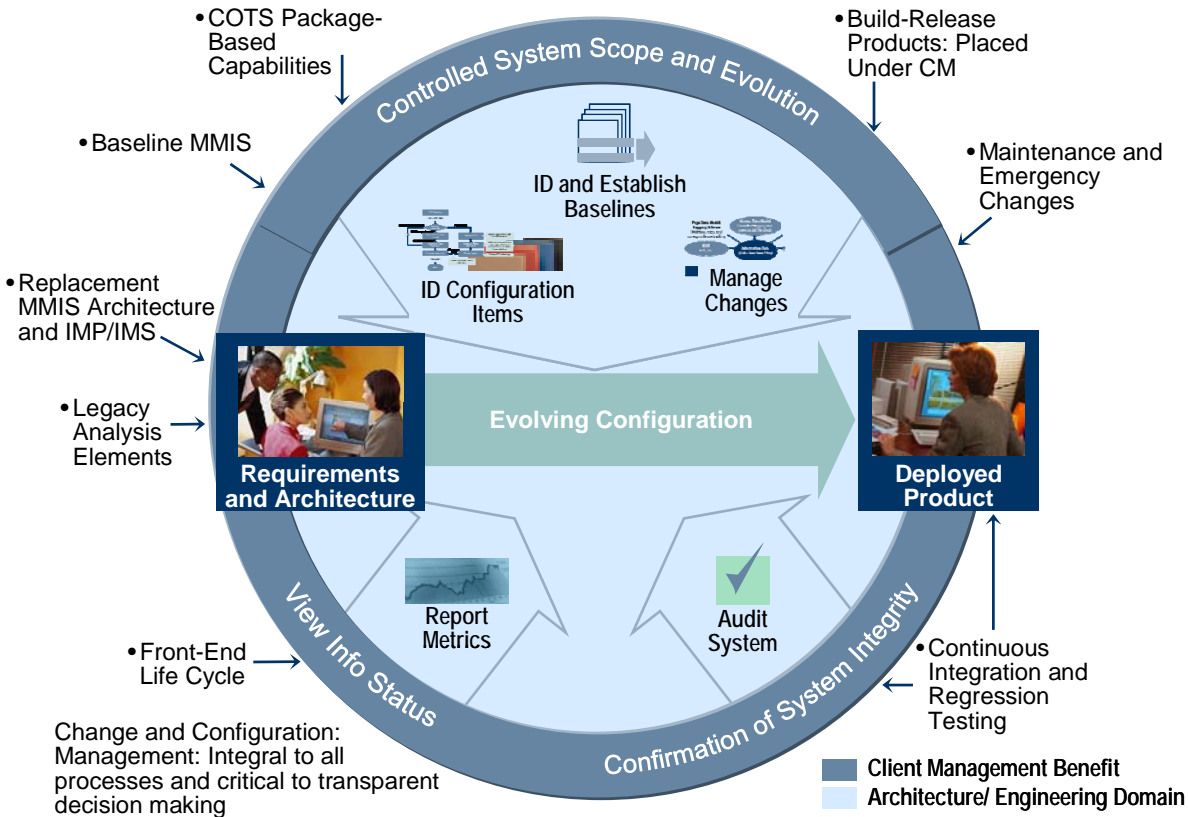 • COTS Package-
Based
Capabilities
• Build-Release
Products: Placed
Under CM
Controlled System Scope and Evolution
• Baseline MMIS
• Maintenance and
Emergency
Changes
ID and Establish
Baselines
ID Configuration
Items
Manage
Changes
• Replacement
MMIS Architecture
and IMP/IMS
• Legacy
Analysis
Elements
Evolving Configuration
Requirements
and Architecture
Deployed
Product
Report
Metrics
Audit
System
View Info Status
Confirmation of System Integrity
• Front-End
Life Cycle
• Continuous
Integration and
Regression
Testing
Change and Configuration:
Management: Integral to all
processes and critical to transparent
decision making
Client Management Benefit
Architecture/ Engineering Domain